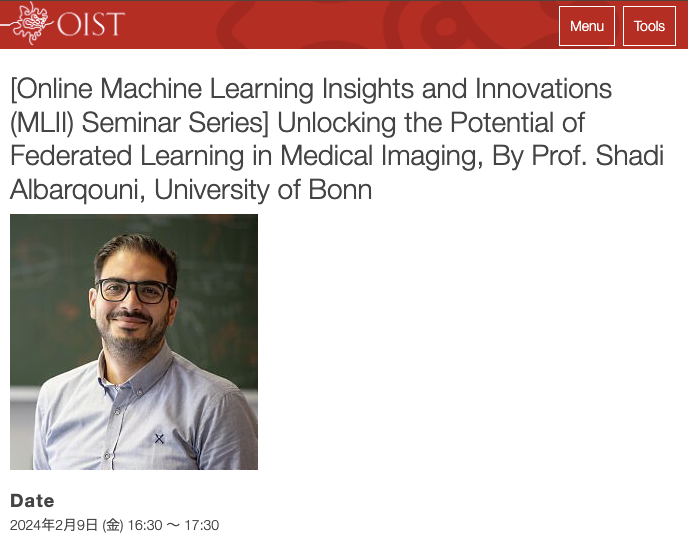 OIST
Menu
Tools
[Online Machine Learning Insights and Innovations
(MLII) Seminar Series] Unlocking the Potential of
Federated Learning in Medical Imaging, By Prof. Shadi
Albarqouni, University of Bonn
Date
2024年2月9日 (金) 16:30 〜 17:30